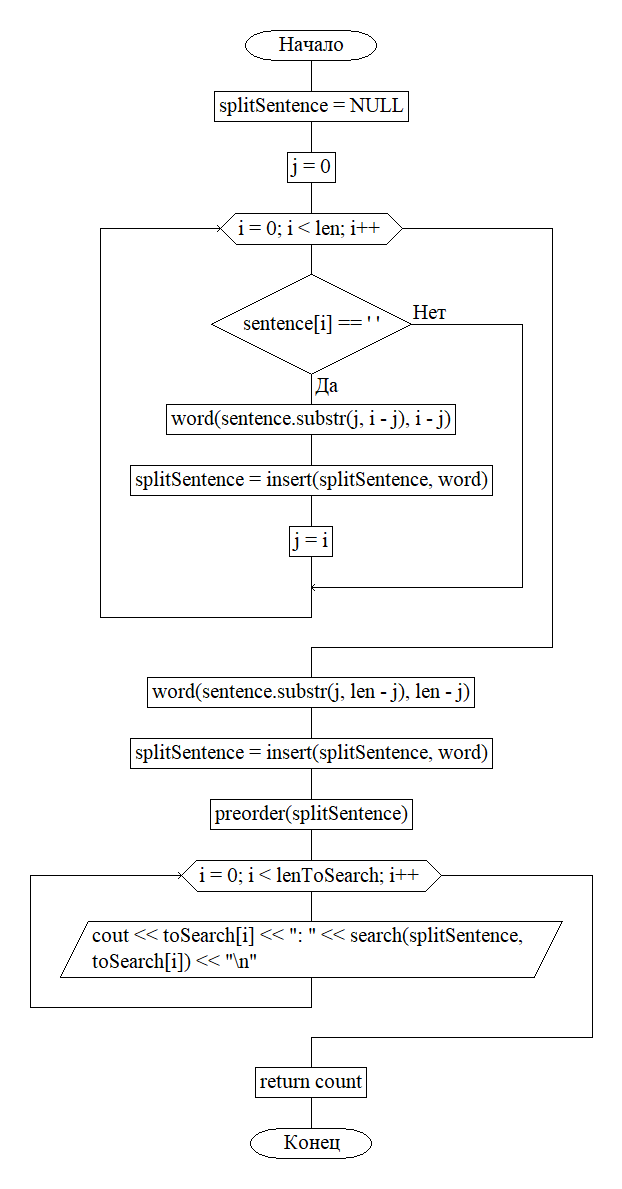 Начало
splitSentence = NULL
j = 0
i = 0; i < len; i++
sentence[i] == ' '
Нет
Да
word(sentence.substr(j, i - j), i - j)
splitSentence = insert(splitSentence, word)
j = i
word(sentence.substr(j, len - j), len - j)
splitSentence = insert(splitSentence, word)
preorder(splitSentence)
i = 0; i < lenToSearch; i++
cout << toSearch[i] << ": " << search(splitSentence,
toSearch[i]) << "\n"
return count
Конец